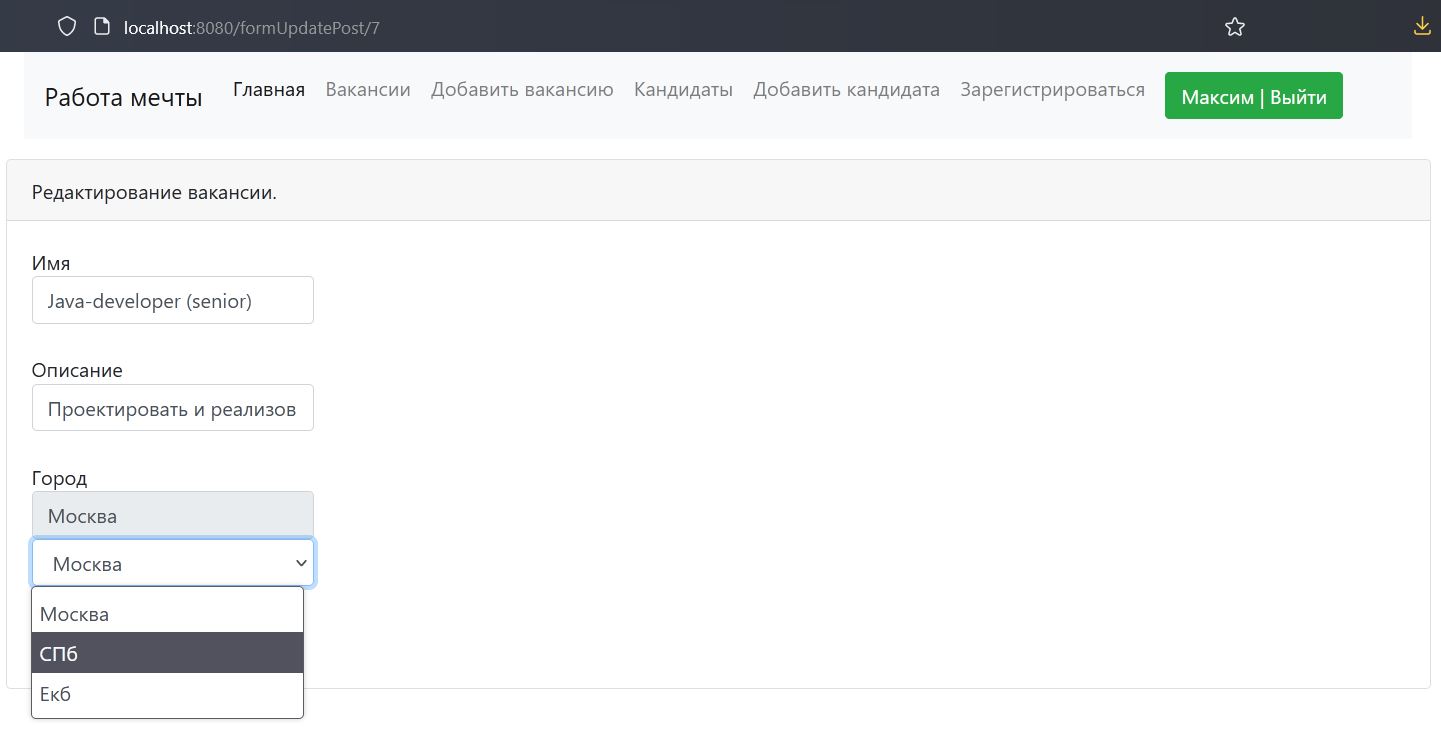 localhost:8080/formUpdatePost/7
Работа мечты Главная Вакансии Добавить вакансию Кандидаты Добавить кандидата Зарегистрироваться Максим | Выйти
Редактирование вакансии.
Имя
Java-developer (senior)
Описание
Проектировать и реализов
Город
Москва
Москва
Москва
СПб
Екб